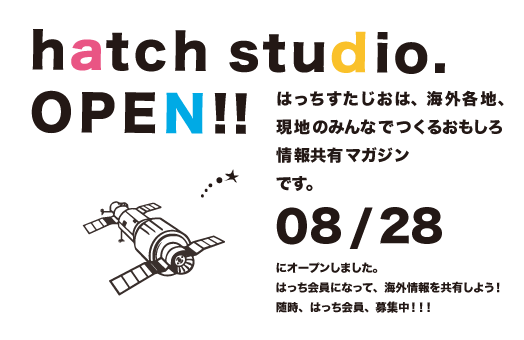 hatch studio.
OPEN!!
はっちすたじおは、海外各地、
現地のみんなでつくるおもしろ
情報共有マガジン
です。
08/28
にオープンしました。
はっち会員になって、海外情報を共有しよう!
随時、はっち会員、募集中!!!